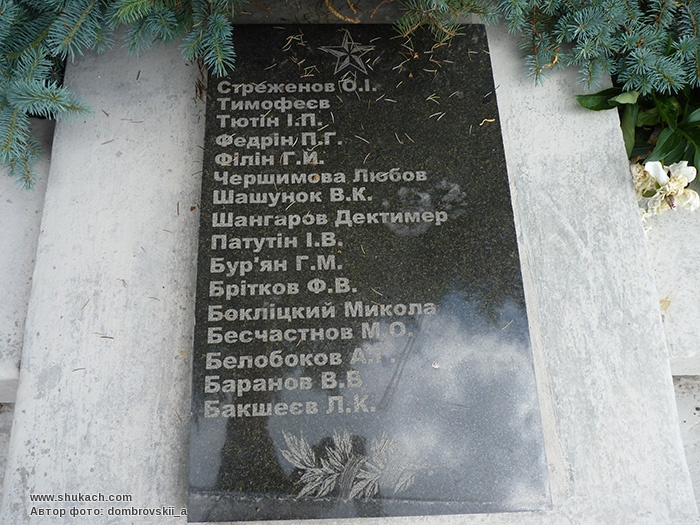 Стреженов О.І.
Тимофеєв
Тютін І.П.
Федрін П.Г.
Філін Г.Й.
Чершимова Любов
Шашунок В.К.
Шангаров Дектимер
Патутін І.В.
Бур'ян Г.М.
Брітков Ф.В.
Бокліцкий Микола
Бесчастнов М.О.
Белобоков
Баранов В.В
Бакшеєв Л.К.
www.shukach.com
Автор фото: dombrovskii_a